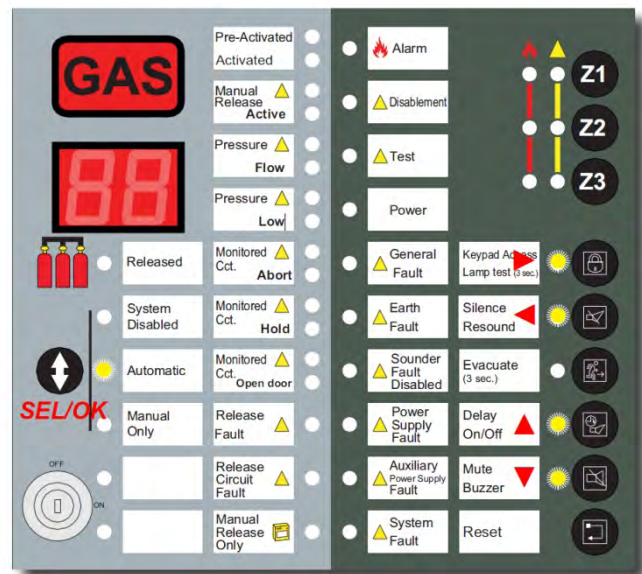 GAS
88
Released
System
Disabled
Automatic
SEL/OK
Manual
Only
OFF
ON
Pre-Activated
Activated
Manual
Release
Active
Pressure
Flow
Pressure
Low
Monitored
Cct.
Abort
Monitored
Cct.
Hold
Monitored
Cct.
Open door
Release
Fault
Release
Circuit
Fault
Manual
Release
Only
Alarm
Disablement
Test
Power
General
Fault
Earth
Fault
Sounder
Fault
Disabled
Power
Supply
Fault
Auxiliary
Power Supply
Fault
System
Fault
Keypad Access
Lamp test (3 sec.)
Silence
Resound
Evacuate
(3 sec.)
Delay
On/Off
Mute
Buzzer
Reset
Z1
Z2
Z3